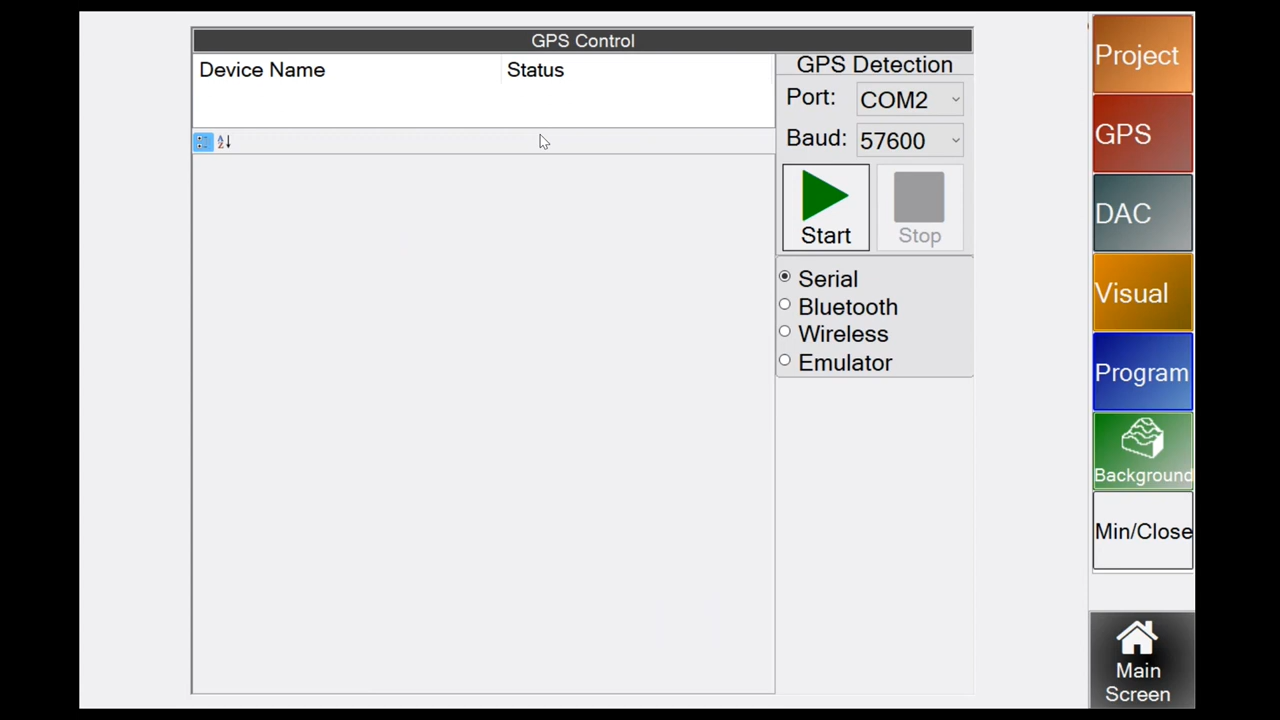 GPS Control
Device Name Status
GPS Detection
Port: COM2
Baud: 57600
Start Stop
Serial
Bluetooth
Wireless
Emulator
Project
GPS
DAC
Visual
Program
Background
Min/Close
Main
Screen